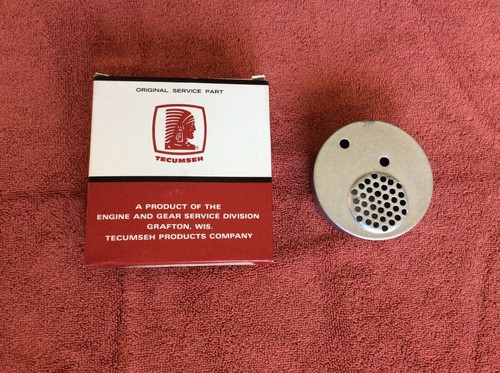 ORIGINAL SERVICE PART
TECUMSEH
A PRODUCT OF THE
ENGINE AND GEAR SERVICE DIVISION
GRAFTON, WIS.
TECUMSEH PRODUCTS COMPANY